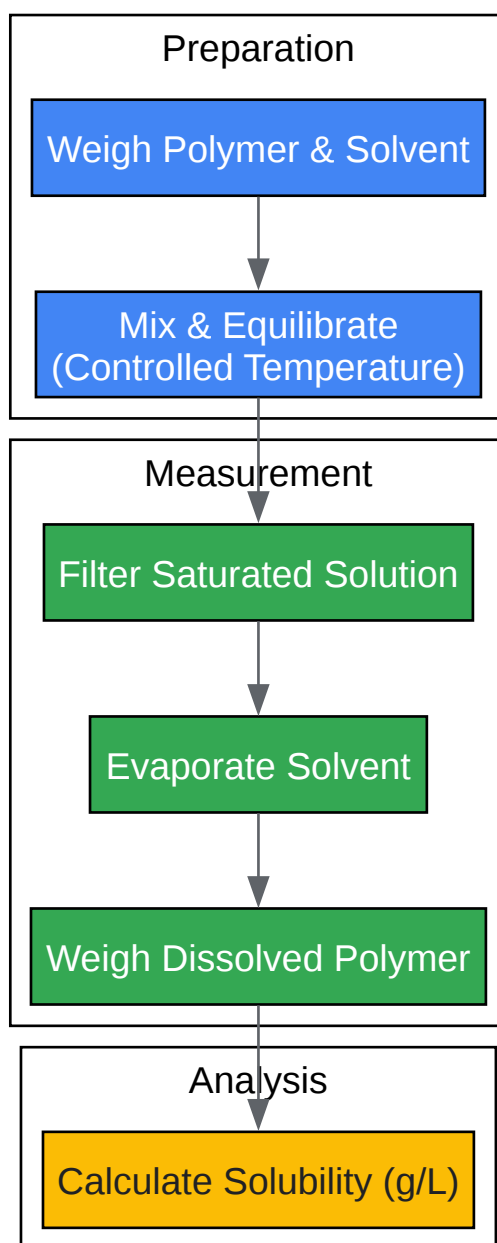 Preparation
Weigh Polymer & Solvent
Mix & Equilibrate
(Controlled Temperature)
Measurement
Filter Saturated Solution
Evaporate Solvent
Weigh Dissolved Polymer
Analysis
Calculate Solubility (g/L)